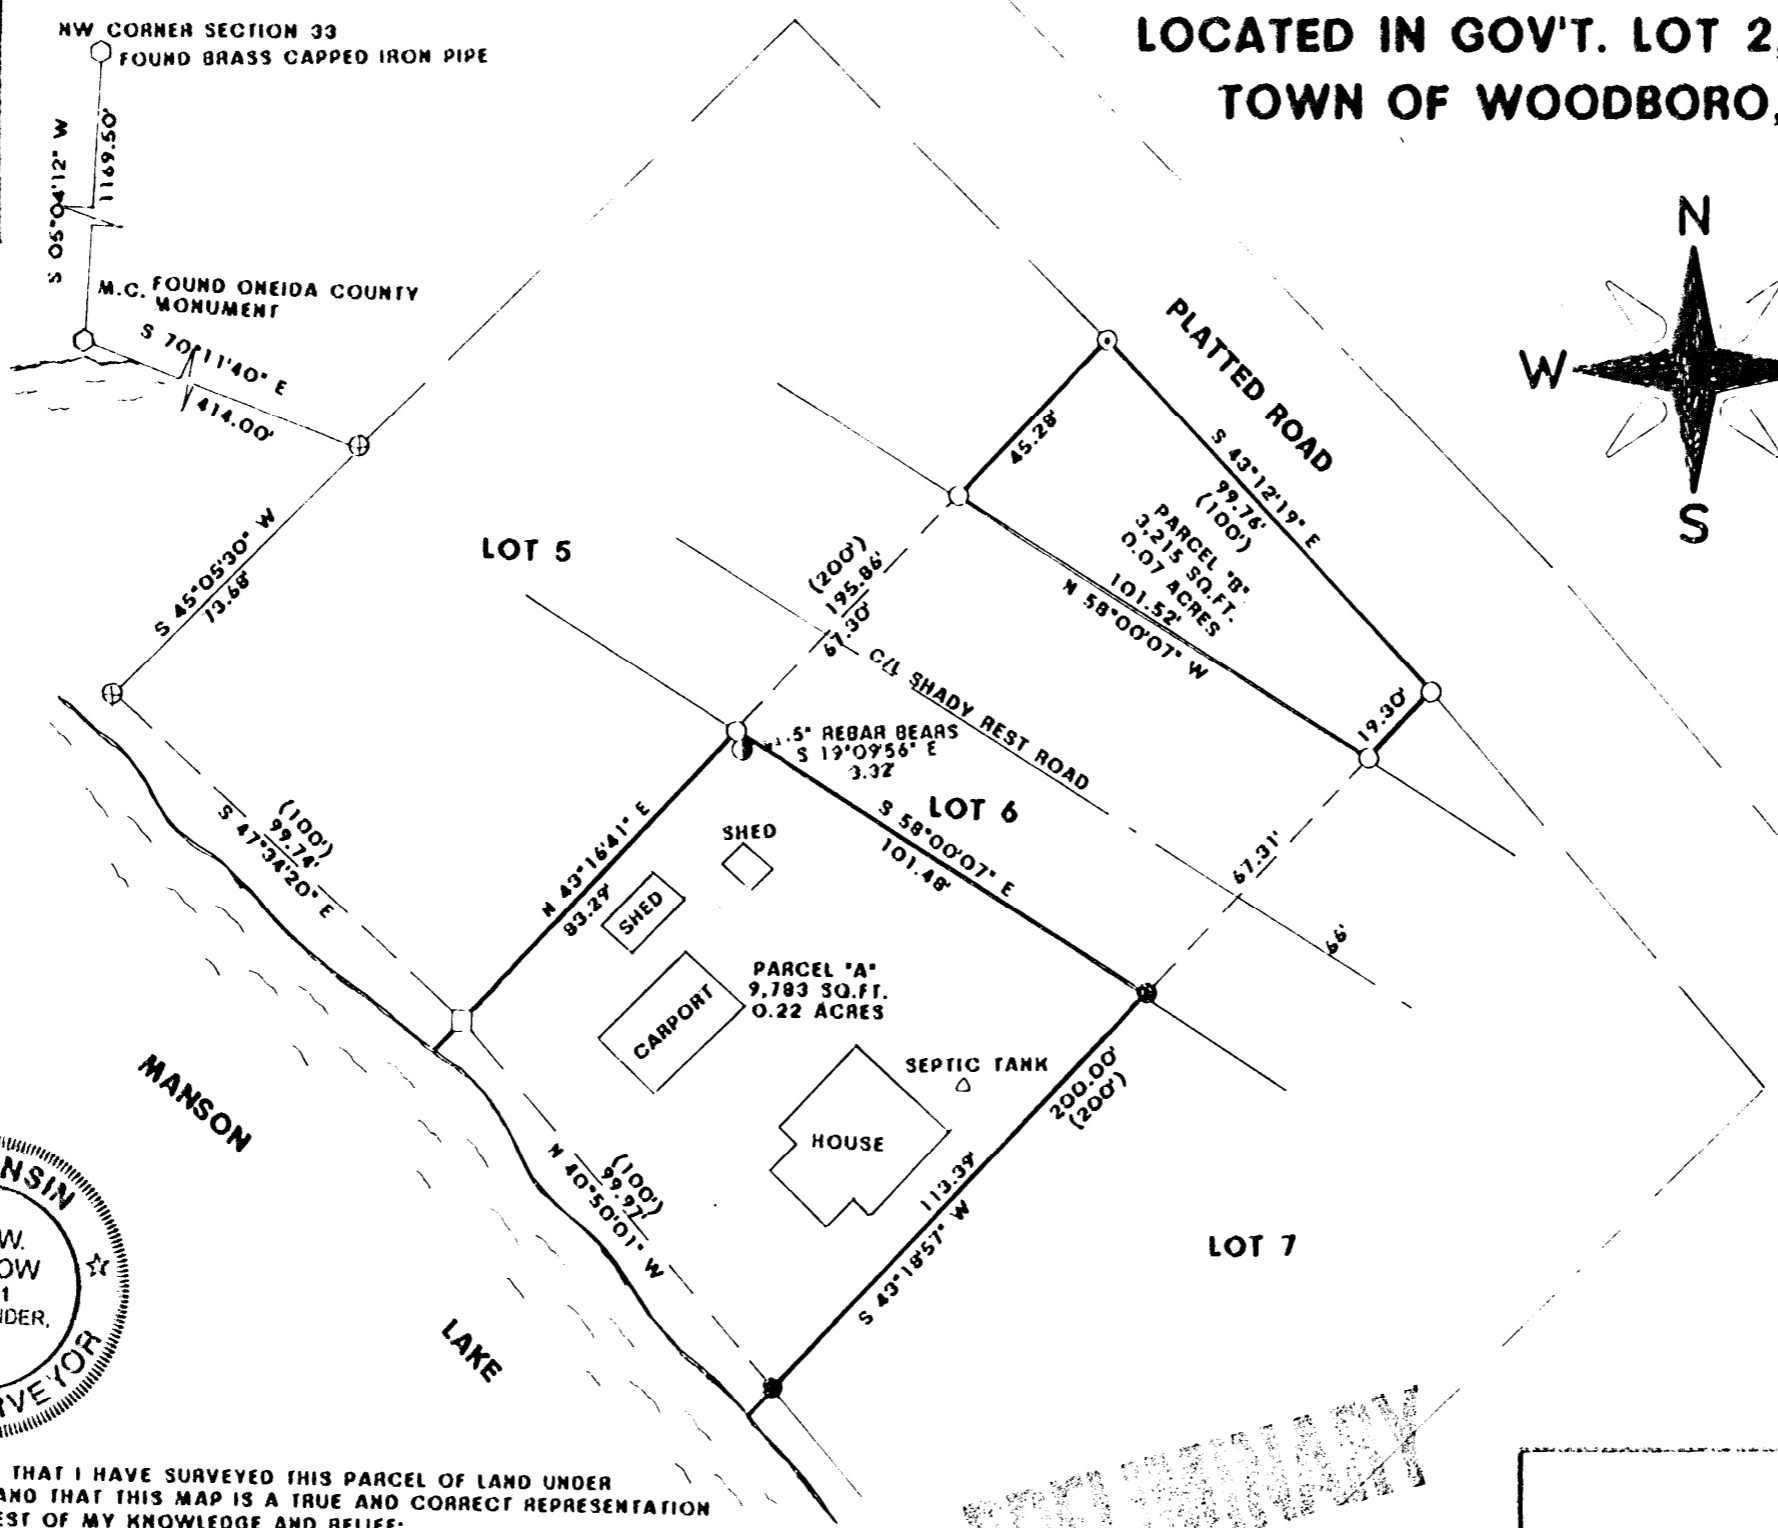 LOCATED IN GOV'T. LOT 2,
TOWN OF WOODBORO,
NW CORNER SECTION 33
FOUND BRASS CAPPED IRON PIPE
S 05°04'12" W
1169.50'
M.C. FOUND ONEIDA COUNTY
MONUMENT
S 70°11'40" E
414.00'
N
W
S
PLATTED ROAD
45.28'
S 43°12'19" E
99.76'
(100')
PARCEL "B"
3,215 SQ.FT.
0.07 ACRES
101.52'
N 58°00'07" W
19.30'
S 45°05'30" W
73.68'
LOT 5
(200')
195.86'
67.30'
C/L SHADY REST ROAD
.5" REBAR BEARS
S 19°09'56" E
3.32'
LOT 6
S 58°00'07" E
101.48'
67.31'
66'
(100')
99.74'
S 47°34'20" E
N 43°16'41" E
83.29'
SHED
SHED
CARPORT
PARCEL "A"
9,783 SQ.FT.
0.22 ACRES
SEPTIC TANK
HOUSE
200.00'
(200')
113.39'
S 43°18'57" W
(100')
99.97'
N 40°50'01" W
MANSON
LAKE
LOT 7
NSIN
W.
OW
1
NDER,
RVEYOR
PRELIMINARY
THAT I HAVE SURVEYED THIS PARCEL OF LAND UNDER
AND THAT THIS MAP IS A TRUE AND CORRECT REPRESENTATION
EST OF MY KNOWLEDGE AND BELIEF: